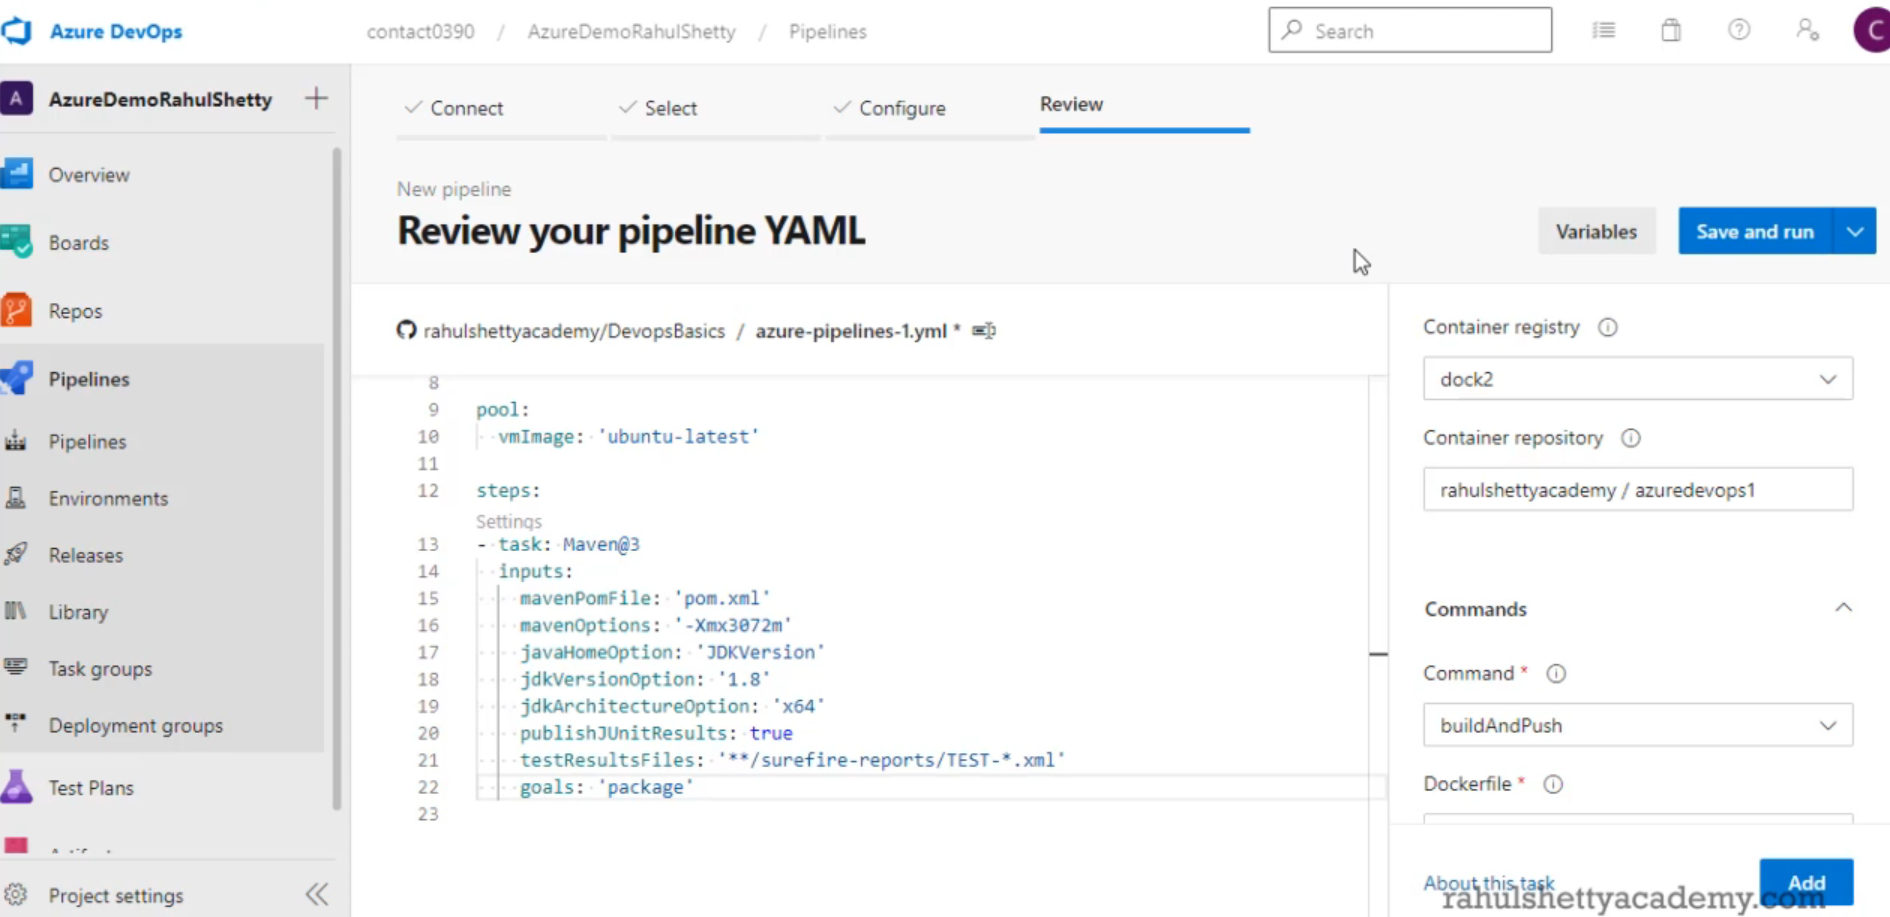 Azure DevOps
contact0390 / AzureDemoRahulShetty / Pipelines
Search
C
A AzureDemoRahulShetty
Overview
Boards
Repos
Pipelines
Pipelines
Environments
Releases
Library
Task groups
Deployment groups
Test Plans
Project settings
Connect
Select
Configure
Review
New pipeline
Review your pipeline YAML
Variables
Save and run
rahulshettyacademy/DevopsBasics / azure-pipelines-1.yml *
8
9 pool:
10 vmImage: 'ubuntu-latest'
11
12 steps:
Settings
13 - task: Maven@3
14 inputs:
15 mavenPomFile: 'pom.xml'
16 mavenOptions: '-Xmx3072m'
17 javaHomeOption: 'JDKVersion'
18 jdkVersionOption: '1.8'
19 jdkArchitectureOption: 'x64'
20 publishJUnitResults: true
21 testResultsFiles: '**/surefire-reports/TEST-*.xml'
22 goals: 'package'
23
Container registry
dock2
Container repository
rahulshettyacademy / azuredevops1
Commands
Command *
buildAndPush
Dockerfile *
About this task
Add
rahulshettyacademy.com